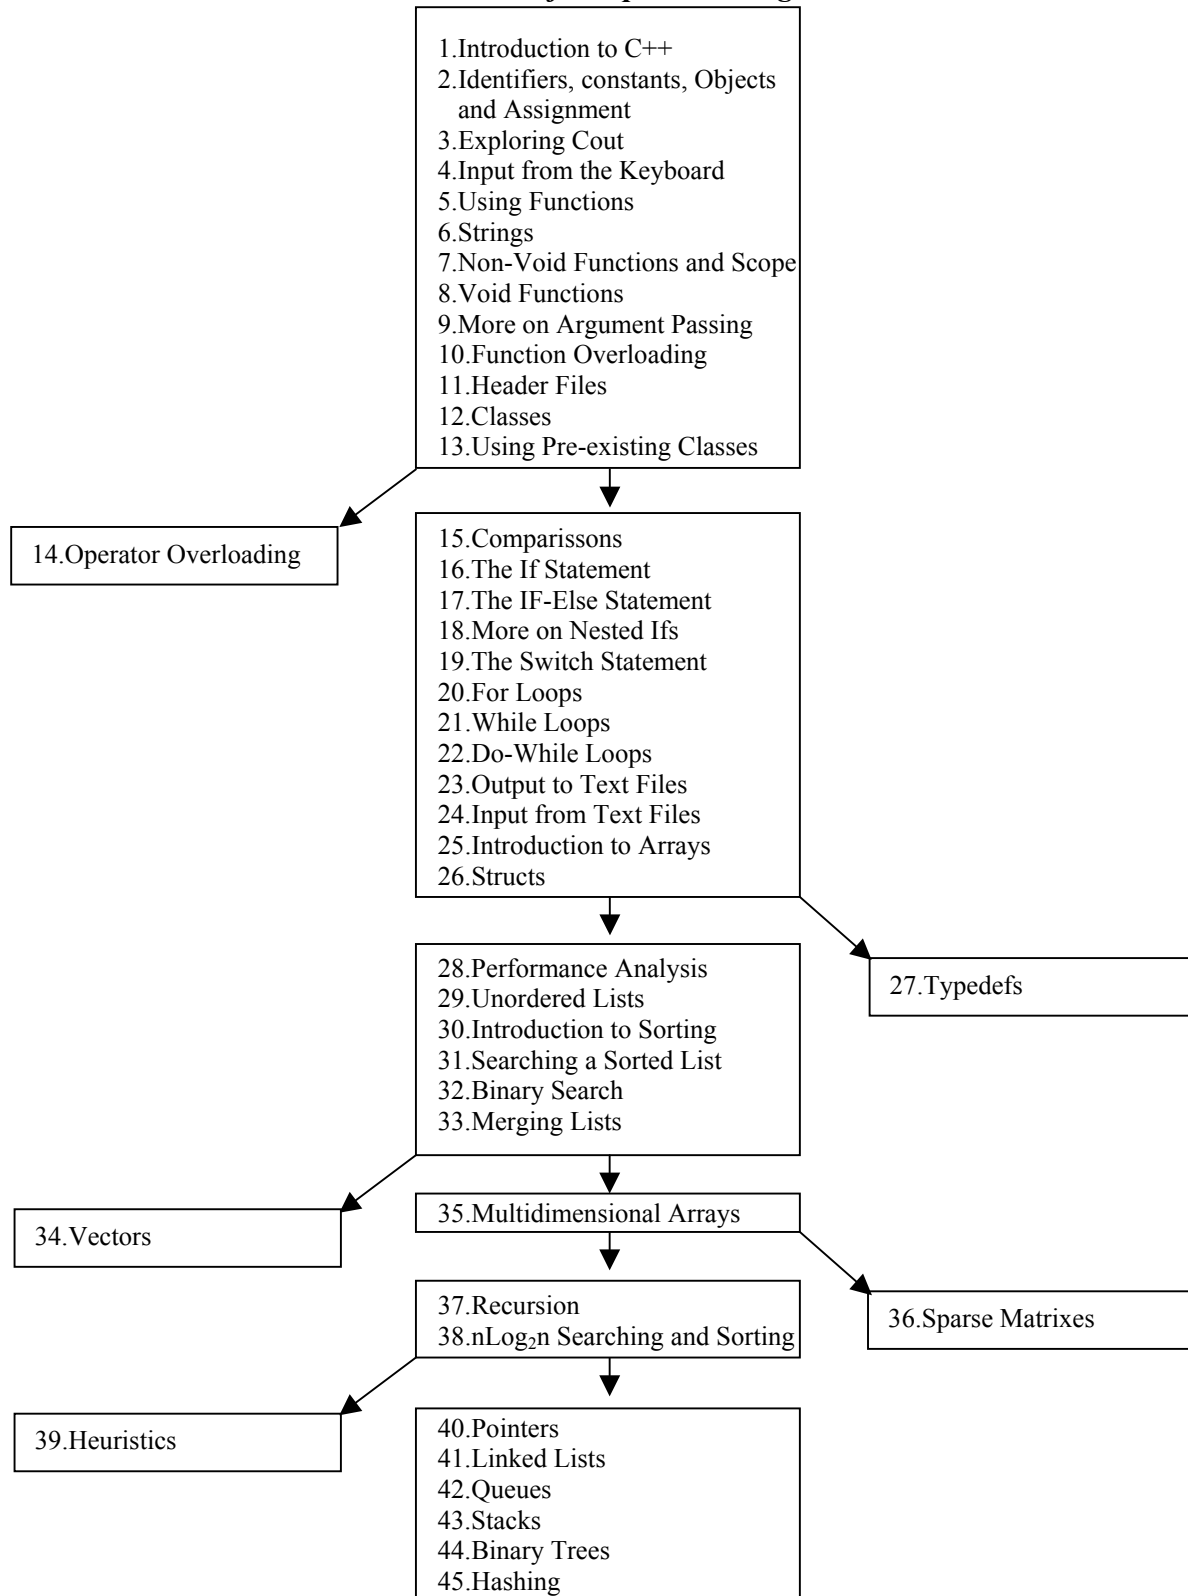 1.Introduction to C++
2.Identifiers, constants, Objects
and Assignment
3.Exploring Cout
4.Input from the Keyboard
5.Using Functions
6.Strings
7.Non-Void Functions and Scope
8.Void Functions
9.More on Argument Passing
10.Function Overloading
11.Header Files
12.Classes
13.Using Pre-existing Classes
14.Operator Overloading
15.Comparissons
16.The If Statement
17.The IF-Else Statement
18.More on Nested Ifs
19.The Switch Statement
20.For Loops
21.While Loops
22.Do-While Loops
23.Output to Text Files
24.Input from Text Files
25.Introduction to Arrays
26.Structs
27.Typedefs
28.Performance Analysis
29.Unordered Lists
30.Introduction to Sorting
31.Searching a Sorted List
32.Binary Search
33.Merging Lists
34.Vectors
35.Multidimensional Arrays
36.Sparse Matrixes
37.Recursion
38.nLog₂n Searching and Sorting
39.Heuristics
40.Pointers
41.Linked Lists
42.Queues
43.Stacks
44.Binary Trees
45.Hashing